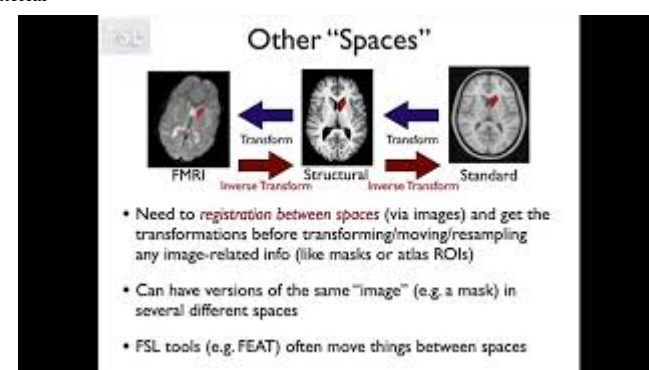 Other “Spaces”
Transform
Transform
FMRI
Structural
Standard
Inverse Transform
Inverse Transform
• Need to registration between spaces (via images) and get the
transformations before transforming/moving/resampling
any image-related info (like masks or atlas ROIs)
• Can have versions of the same “image” (e.g. a mask) in
several different spaces
• FSL tools (e.g. FEAT) often move things between spaces